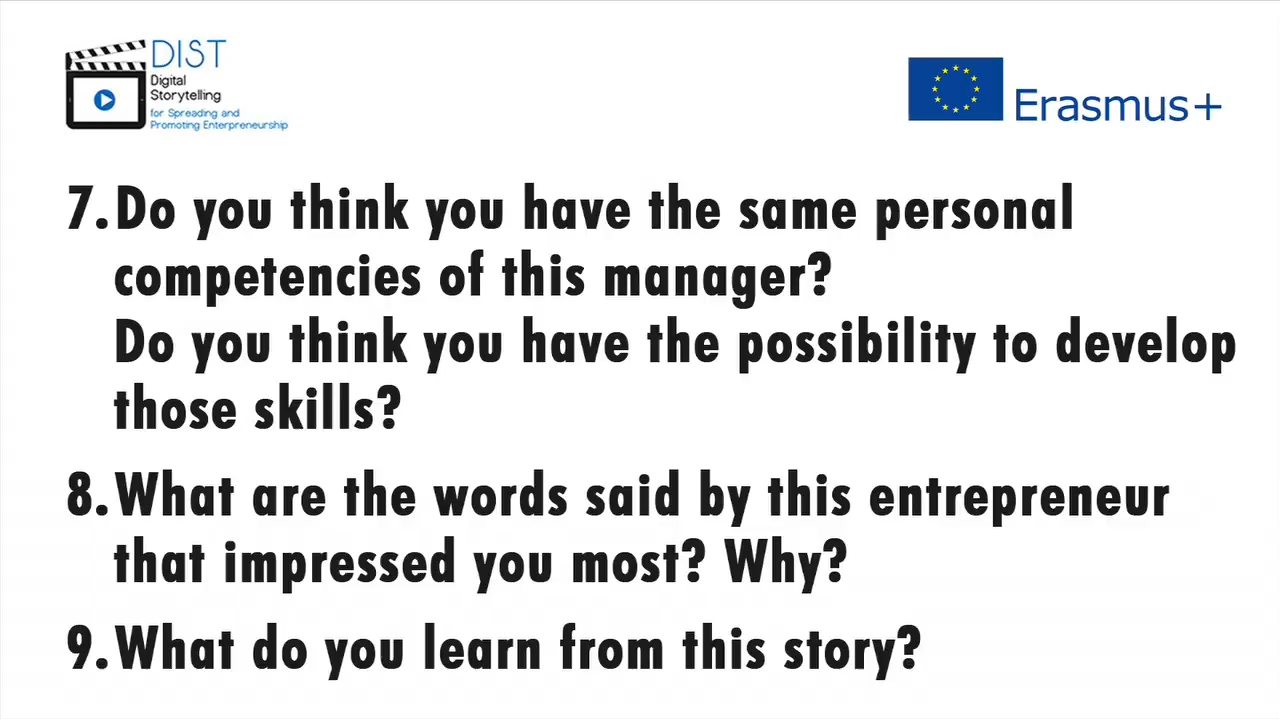 DIST
Digital
Storytelling
for Spreading and
Promoting Enterpreneurship
Erasmus+
7. Do you think you have the same personal
competencies of this manager?
Do you think you have the possibility to develop
those skills?
8. What are the words said by this entrepreneur
that impressed you most? Why?
9. What do you learn from this story?